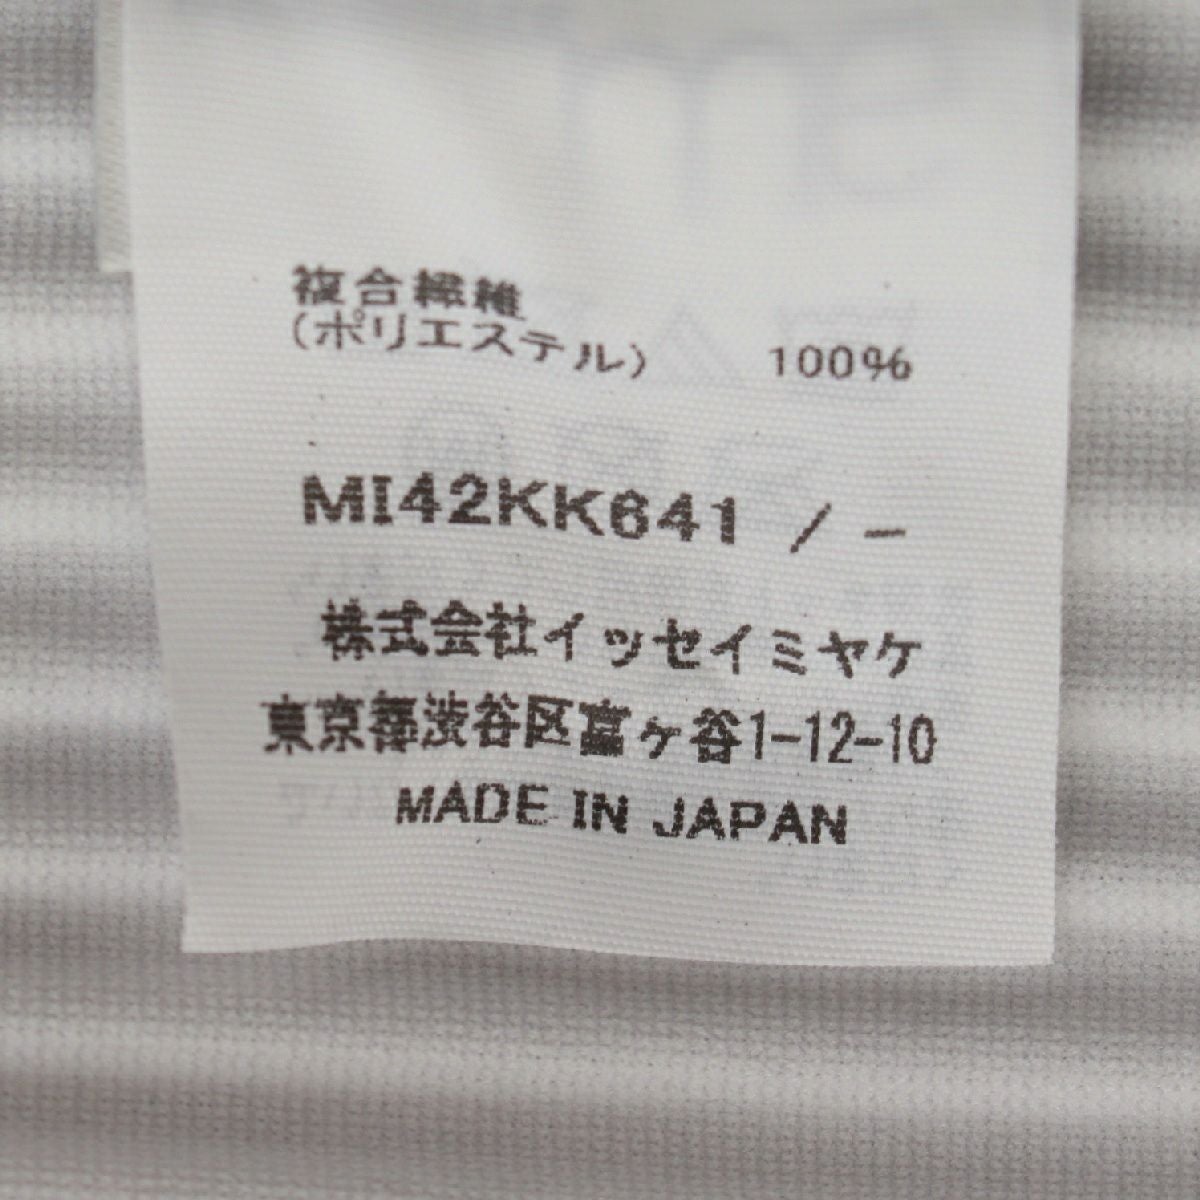 複合繊維
(ポリエステル) 100%
MI42KK641 / -
株式会社イッセイミヤケ
東京都渋谷区富ヶ谷1-12-10
MADE IN JAPAN